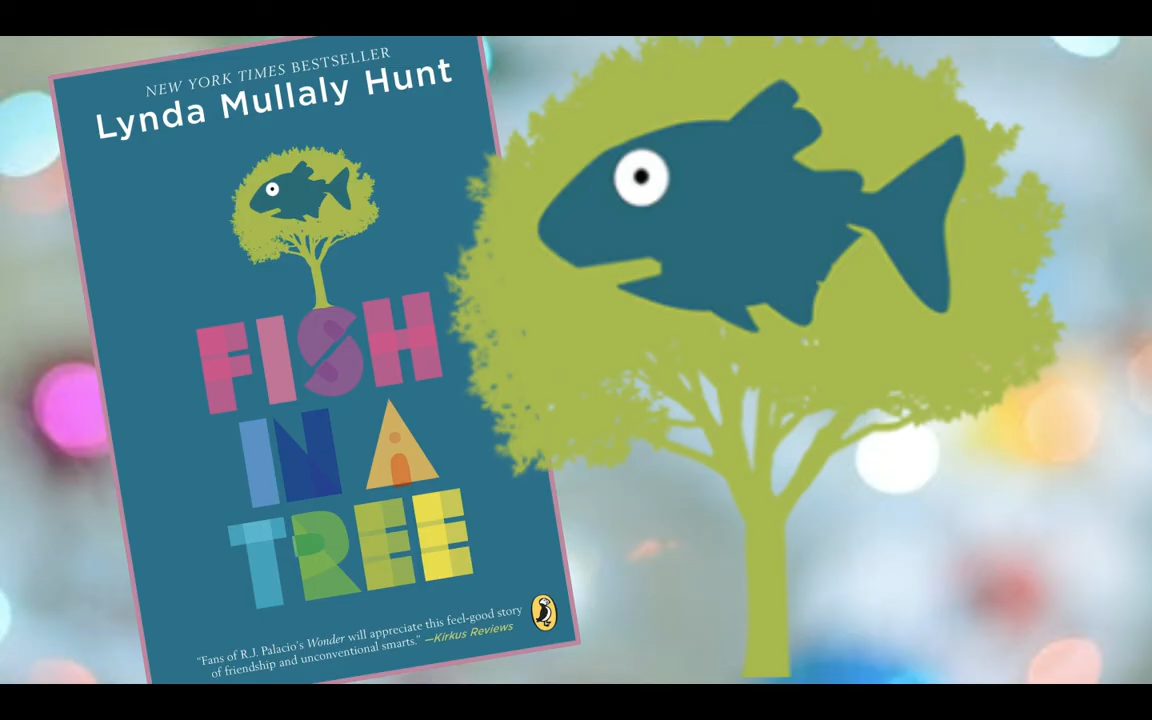 NEW YORK TIMES BESTSELLER
Lynda Mullaly Hunt
FISH
IN A
TREE
“Fans of R.J. Palacio's Wonder will appreciate this feel-good story
of friendship and unconventional smarts.” —Kirkus Reviews